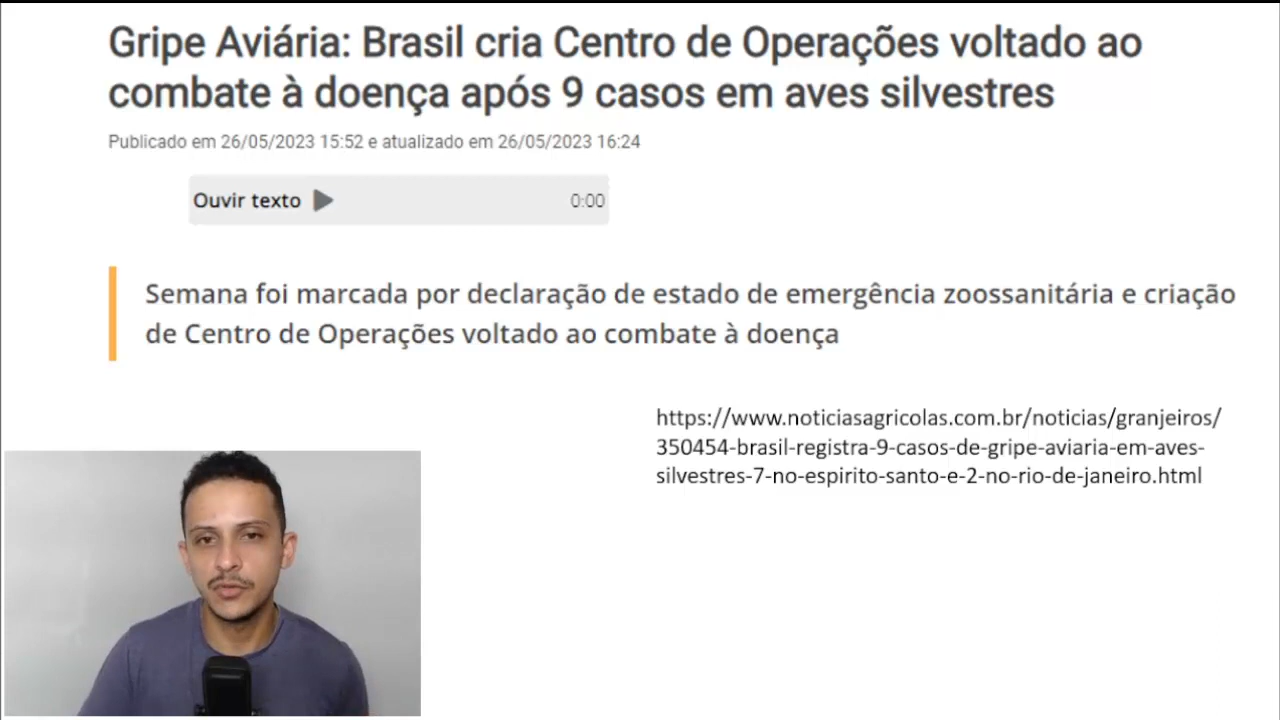 Gripe Aviária: Brasil cria Centro de Operações voltado ao
combate à doença após 9 casos em aves silvestres
Publicado em 26/05/2023 15:52 e atualizado em 26/05/2023 16:24
Ouvir texto 0:00
Semana foi marcada por declaração de estado de emergência zoossanitária e criação
de Centro de Operações voltado ao combate à doença
https://www.noticiasagricolas.com.br/noticias/granjeiros/
350454-brasil-registra-9-casos-de-gripe-aviaria-em-aves-
silvestres-7-no-espirito-santo-e-2-no-rio-de-janeiro.html